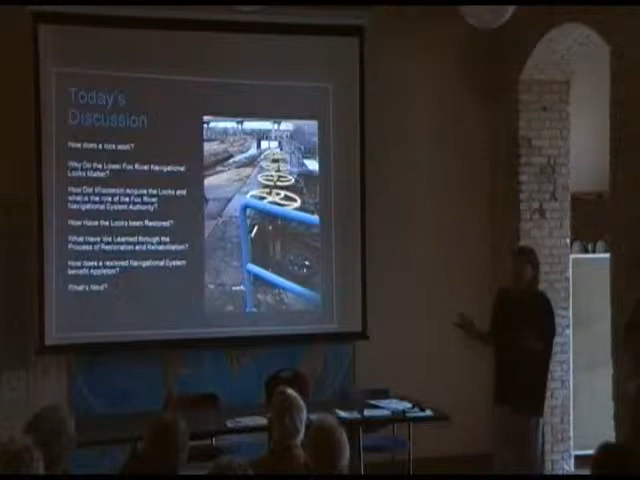 Today's
Discussion
How does a lock work?
Why Do the Lower Fox River Navigational
Locks Matter?
How Did Wisconsin Acquire the Locks and
what is the role of the Fox River
Navigational System Authority?
How Have the Locks been Restored?
What Have We Learned through the
Process of Restoration and Rehabilitation?
How does a restored Navigational System
benefit Appleton?
What's Next?